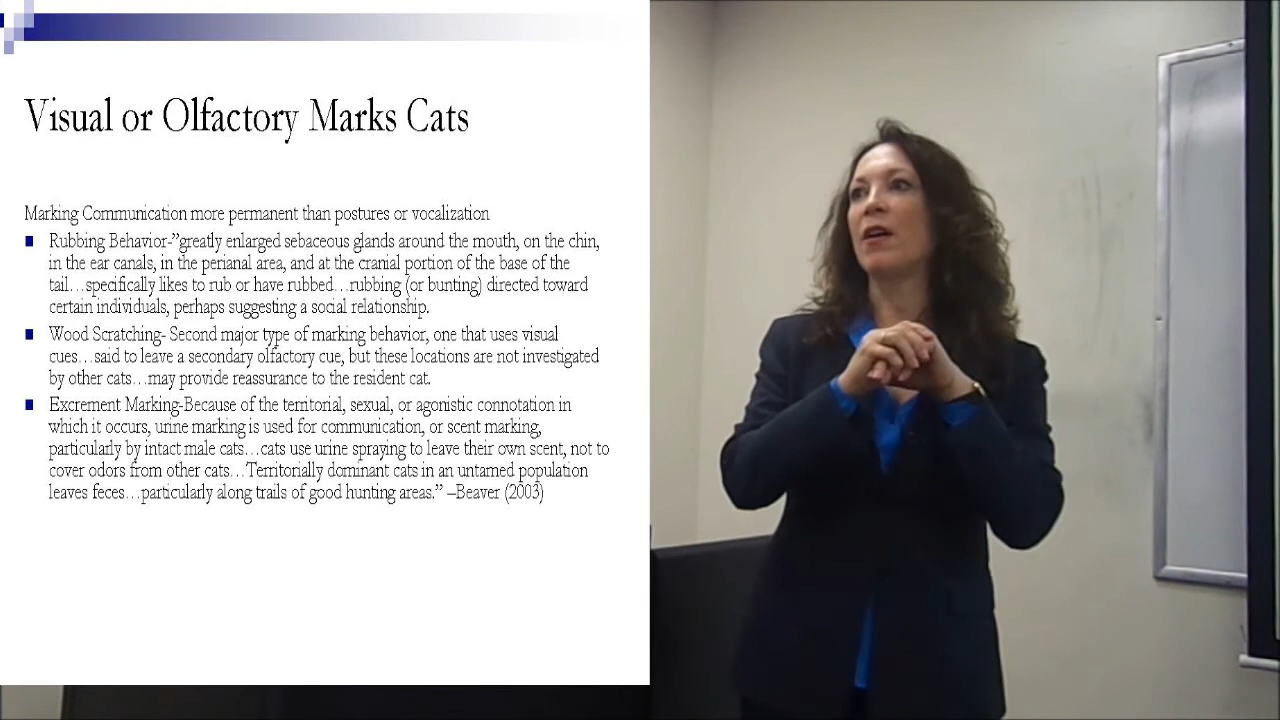 Visual or Olfactory Marks Cats
Marking Communication more permanent than postures or vocalization
Rubbing Behavior-”greatly enlarged sebaceous glands around the mouth, on the chin,
in the ear canals, in the perianal area, and at the cranial portion of the base of the
tail…specifically likes to rub or have rubbed…rubbing (or bunting) directed toward
certain individuals, perhaps suggesting a social relationship.
Wood Scratching- Second major type of marking behavior, one that uses visual
cues…said to leave a secondary olfactory cue, but these locations are not investigated
by other cats…may provide reassurance to the resident cat.
Excrement Marking-Because of the territorial, sexual, or agonistic connotation in
which it occurs, urine marking is used for communication, or scent marking,
particularly by intact male cats…cats use urine spraying to leave their own scent, not to
cover odors from other cats…Territorially dominant cats in an untamed population
leaves feces…particularly along trails of good hunting areas.” –Beaver (2003)